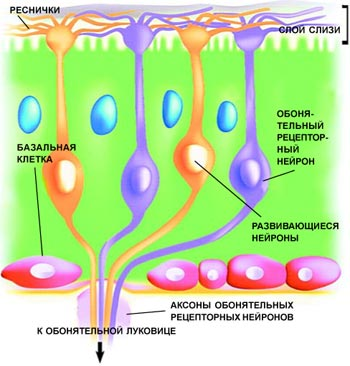 РЕСНИЧКИ
СЛОЙ СЛИЗИ
ОБОНЯ-
ТЕЛЬНЫЙ
РЕЦЕПТОР-
НЫЙ
НЕЙРОН
БАЗАЛЬНАЯ
КЛЕТКА
РАЗВИВАЮЩИЕСЯ
НЕЙРОНЫ
АКСОНЫ ОБОНЯТЕЛЬНЫХ
РЕЦЕПТОРНЫХ НЕЙРОНОВ
К ОБОНЯТЕЛЬНОЙ ЛУКОВИЦЕ